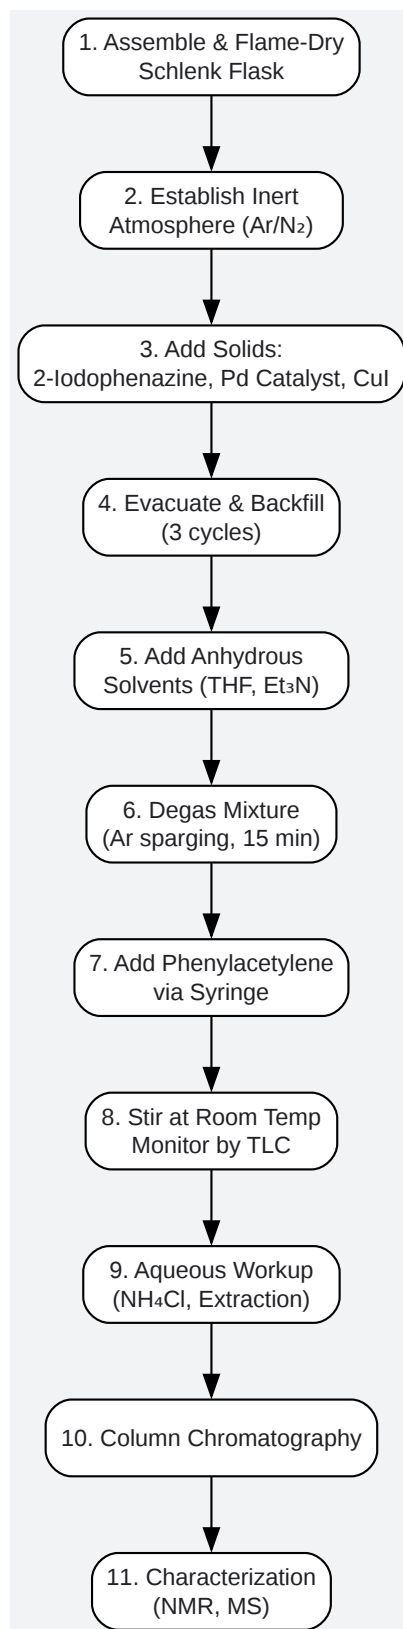 1. Assemble & Flame-Dry
Schlenk Flask
2. Establish Inert
Atmosphere (Ar/N₂)
3. Add Solids:
2-Iodophenazine, Pd Catalyst, CuI
4. Evacuate & Backfill
(3 cycles)
5. Add Anhydrous
Solvents (THF, Et₃N)
6. Degas Mixture
(Ar sparging, 15 min)
7. Add Phenylacetylene
via Syringe
8. Stir at Room Temp
Monitor by TLC
9. Aqueous Workup
(NH₄Cl, Extraction)
10. Column Chromatography
11. Characterization
(NMR, MS)